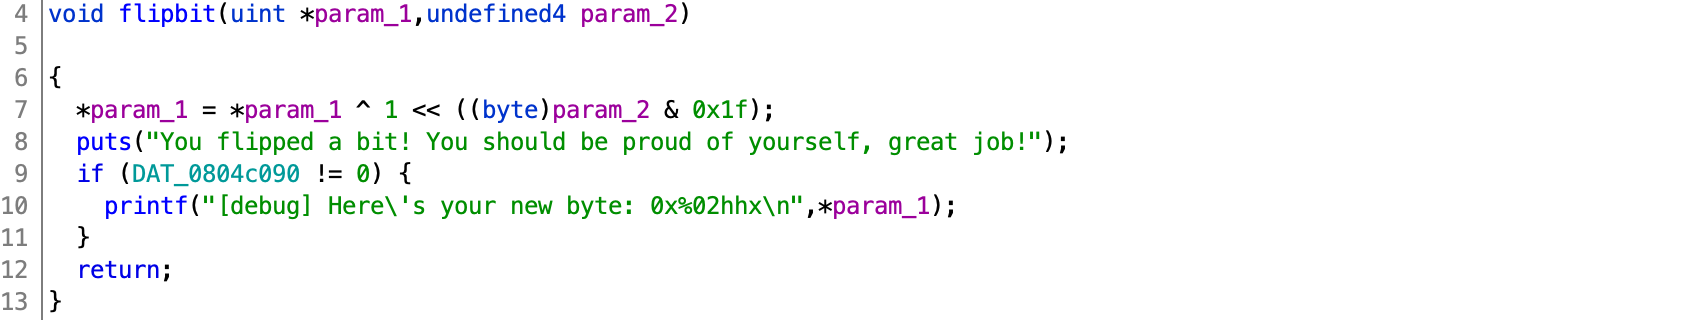 4 void flipbit(uint *param_1,undefined4 param_2)
5
6 {
7   *param_1 = *param_1 ^ 1 << ((byte)param_2 & 0x1f);
8   puts("You flipped a bit! You should be proud of yourself, great job!");
9   if (DAT_0804c090 != 0) {
10     printf("[debug] Here\'s your new byte: 0x%02hhx\n",*param_1);
11   }
12   return;
13 }